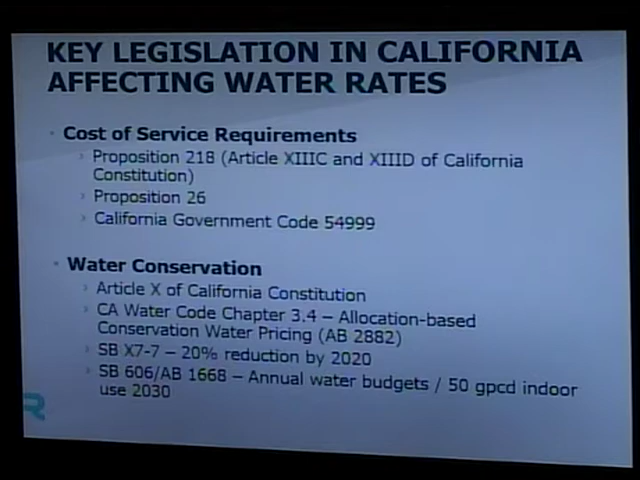 KEY LEGISLATION IN CALIFORNIA
AFFECTING WATER RATES
Cost of Service Requirements
Proposition 218 (Article XIIIC and XIIID of California
Constitution)
Proposition 26
California Government Code 54999
Water Conservation
Article X of California Constitution
CA Water Code Chapter 3.4 – Allocation-based
Conservation Water Pricing (AB 2882)
SB X7-7 – 20% reduction by 2020
SB 606/AB 1668 – Annual water budgets / 50 gpcd indoor
use 2030
R